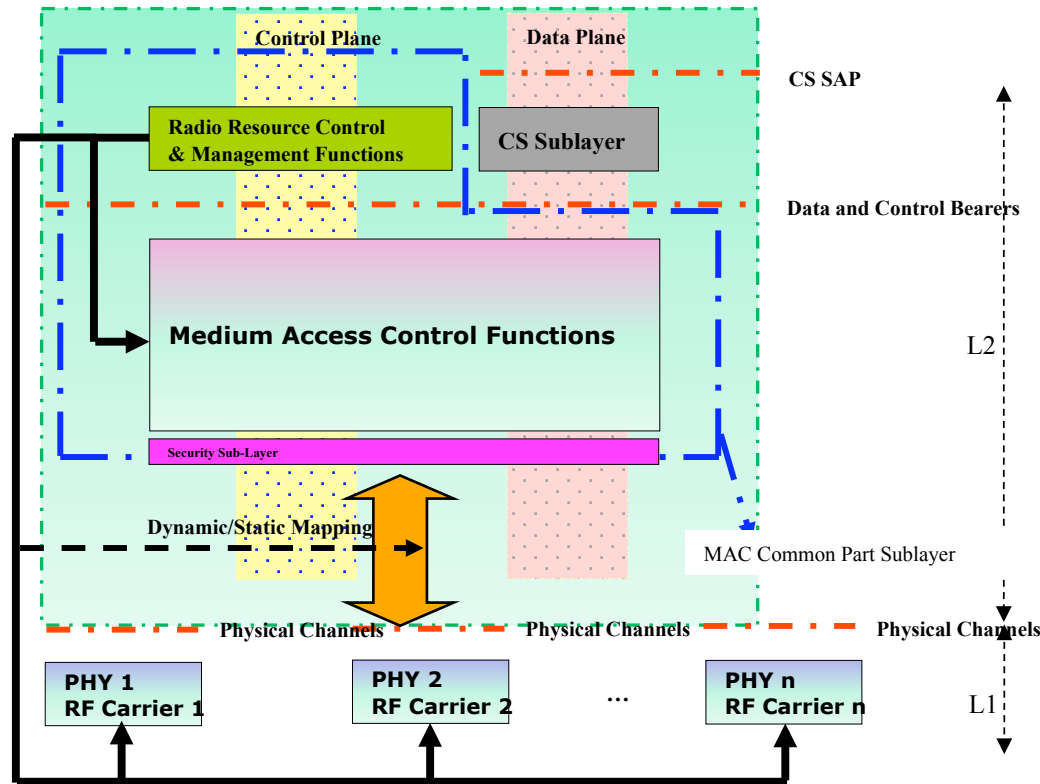 Control Plane
Data Plane
CS SAP
Radio Resource Control
& Management Functions
CS Sublayer
Data and Control Bearers
Medium Access Control Functions
L2
Security Sub-Layer
Dynamic/Static Mapping
MAC Common Part Sublayer
Physical Channels
Physical Channels
Physical Channels
PHY 1
RF Carrier 1
PHY 2
RF Carrier 2
...
PHY n
RF Carrier n
L1